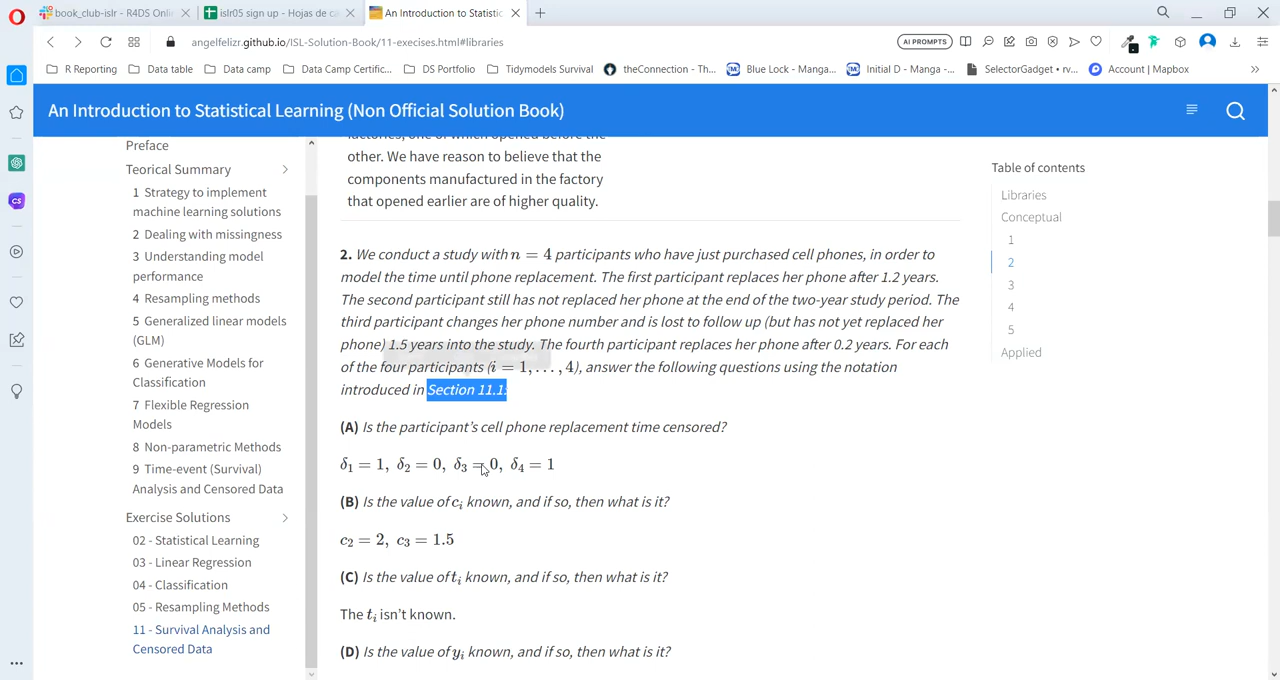 book_club-islr - R4DS Onli
islr05 sign up - Hojas de cá
An Introduction to Statistic
angelfelizr.github.io/ISL-Solution-Book/11-execises.html#libraries
AI PROMPTS
R Reporting
Data table
Data camp
Data Camp Certific...
DS Portfolio
Tidymodels Survival
theConnection - Th...
Blue Lock - Manga...
Initial D - Manga -...
SelectorGadget • rv...
Account | Mapbox
An Introduction to Statistical Learning (Non Official Solution Book)
Preface
Teorical Summary
1 Strategy to implement
machine learning solutions
2 Dealing with missingness
3 Understanding model
performance
4 Resampling methods
5 Generalized linear models
(GLM)
6 Generative Models for
Classification
7 Flexible Regression
Models
8 Non-parametric Methods
9 Time-event (Survival)
Analysis and Censored Data
Exercise Solutions
02 - Statistical Learning
03 - Linear Regression
04 - Classification
05 - Resampling Methods
11 - Survival Analysis and
Censored Data
factories, one of which opened before the
other. We have reason to believe that the
components manufactured in the factory
that opened earlier are of higher quality.
2. We conduct a study with n = 4 participants who have just purchased cell phones, in order to
model the time until phone replacement. The first participant replaces her phone after 1.2 years.
The second participant still has not replaced her phone at the end of the two-year study period. The
third participant changes her phone number and is lost to follow up (but has not yet replaced her
phone) 1.5 years into the study. The fourth participant replaces her phone after 0.2 years. For each
of the four participants (i = 1, . . . , 4), answer the following questions using the notation
introduced in Section 11.1:
(A) Is the participant's cell phone replacement time censored?
δ₁ = 1, δ₂ = 0, δ₃ = 0, δ₄ = 1
(B) Is the value of cᵢ known, and if so, then what is it?
c₂ = 2, c₃ = 1.5
(C) Is the value of tᵢ known, and if so, then what is it?
The tᵢ isn't known.
(D) Is the value of yᵢ known, and if so, then what is it?
Table of contents
Libraries
Conceptual
1
2
3
4
5
Applied